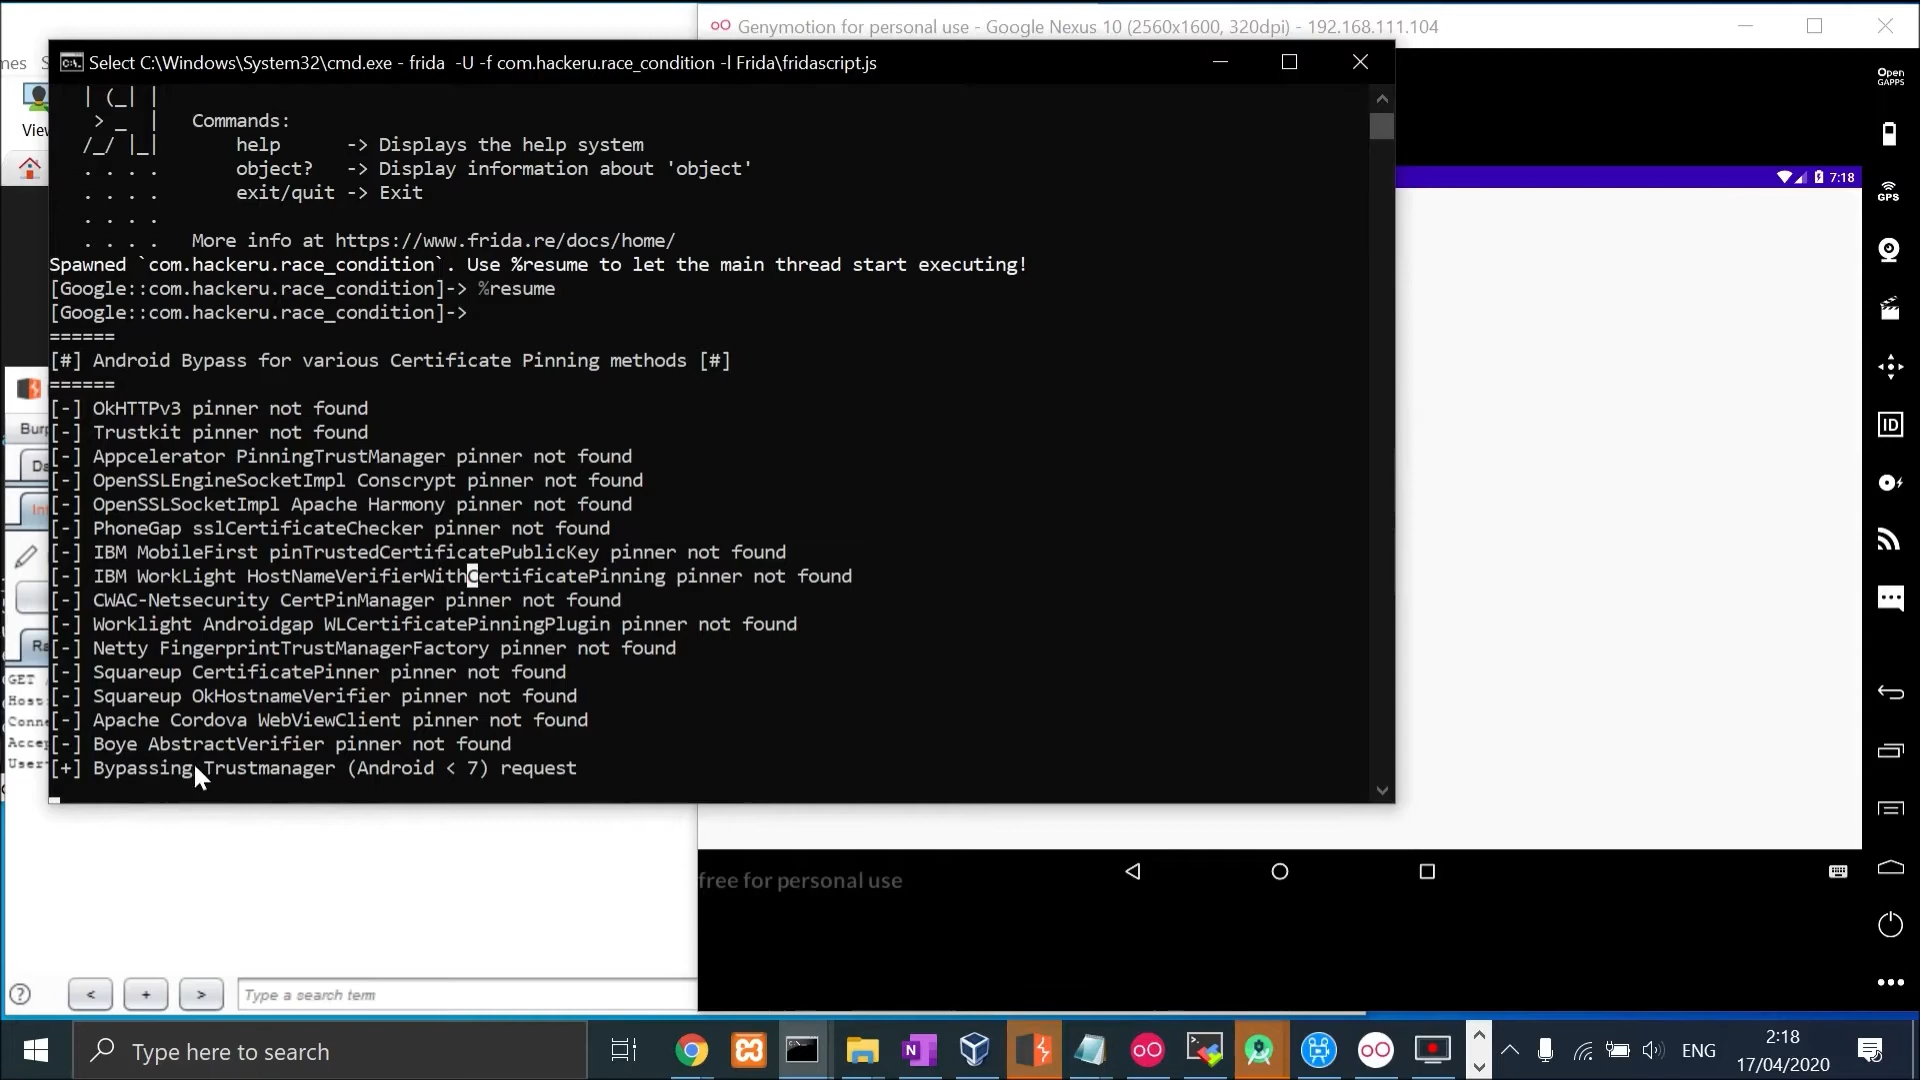 Genymotion for personal use - Google Nexus 10 (2560x1600, 320dpi) - 192.168.111.104
Select C:\Windows\System32\cmd.exe - frida  -U -f com.hackeru.race_condition -l Frida\fridascript.js
| (_| |
> _  |   Commands:
/_/ |_|       help      -> Displays the help system
. . . .       object?   -> Display information about 'object'
. . . .       exit/quit -> Exit
. . . .
. . . .   More info at https://www.frida.re/docs/home/
Spawned `com.hackeru.race_condition`. Use %resume to let the main thread start executing!
[Google::com.hackeru.race_condition]-> %resume
[Google::com.hackeru.race_condition]->
======
[#] Android Bypass for various Certificate Pinning methods [#]
======
[-] OkHTTPv3 pinner not found
[-] Trustkit pinner not found
[-] Appcelerator PinningTrustManager pinner not found
[-] OpenSSLEngineSocketImpl Conscrypt pinner not found
[-] OpenSSLSocketImpl Apache Harmony pinner not found
[-] PhoneGap sslCertificateChecker pinner not found
[-] IBM MobileFirst pinTrustedCertificatePublicKey pinner not found
[-] IBM WorkLight HostNameVerifierWithCertificatePinning pinner not found
[-] CWAC-Netsecurity CertPinManager pinner not found
[-] Worklight Androidgap WLCertificatePinningPlugin pinner not found
[-] Netty FingerprintTrustManagerFactory pinner not found
[-] Squareup CertificatePinner pinner not found
[-] Squareup OkHostnameVerifier pinner not found
[-] Apache Cordova WebViewClient pinner not found
[-] Boye AbstractVerifier pinner not found
[+] Bypassing Trustmanager (Android < 7) request
Open
GAPPS
7:18
GPS
ID
free for personal use
GET
Host:
< + >
Type a search term
Type here to search
ENG
2:18
17/04/2020